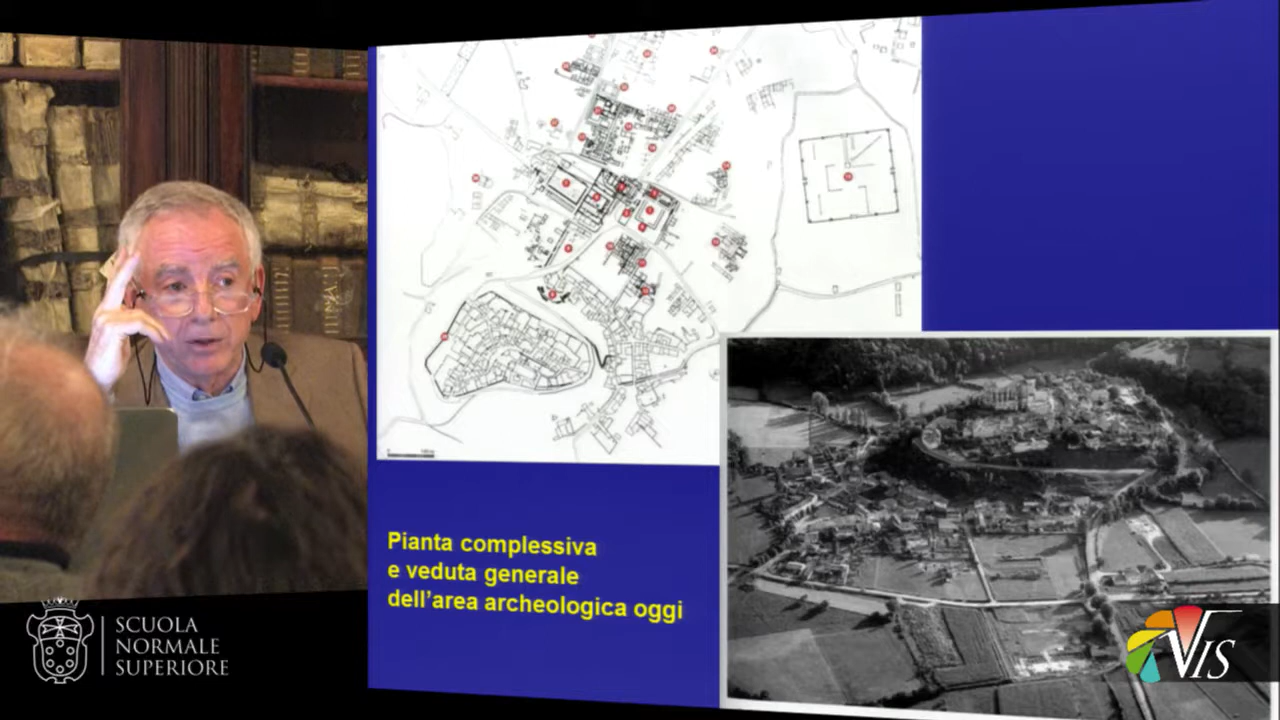 Pianta complessiva
e veduta generale
dell'area archeologica oggi
SCUOLA
NORMALE
SUPERIORE
VIS